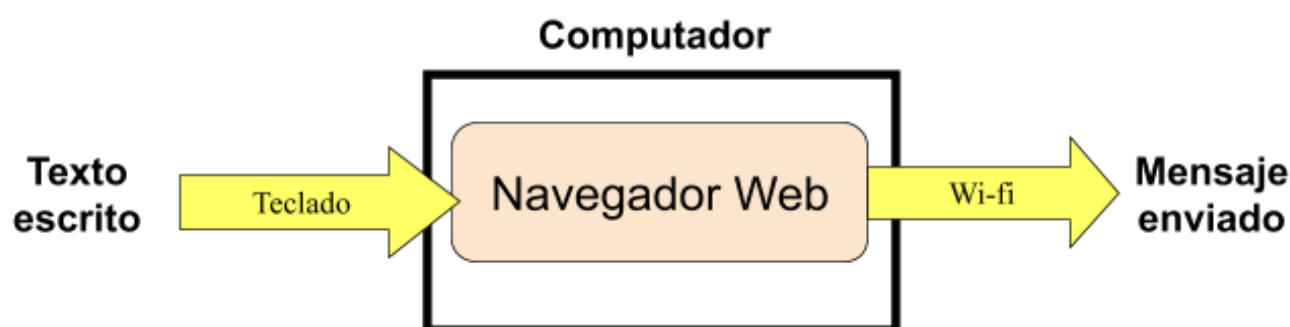 Computador
Texto
escrito
Teclado
Navegador Web
Wi-fi
Mensaje
enviado